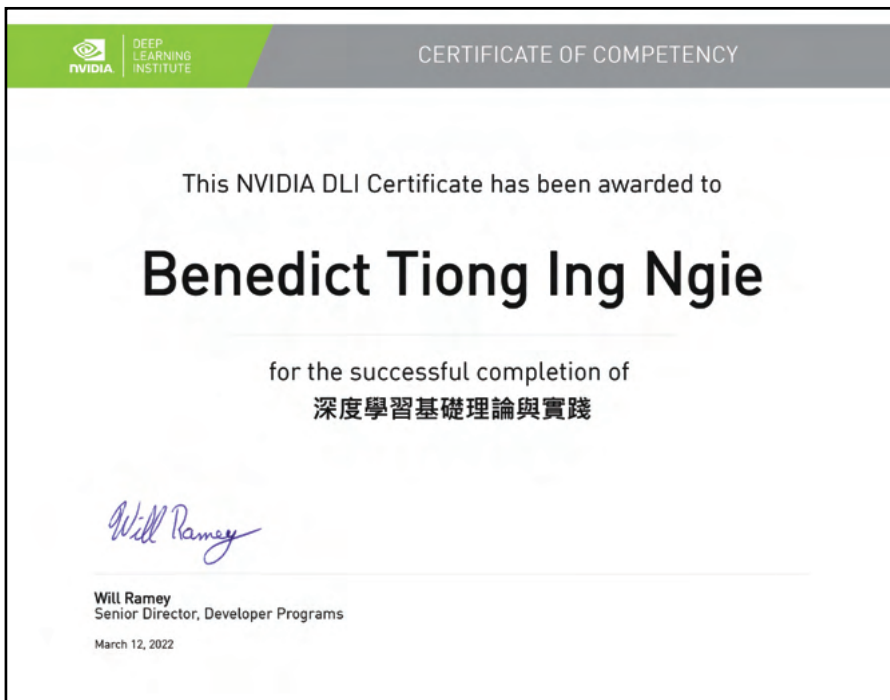 NVIDIA
DEEP
LEARNING
INSTITUTE
CERTIFICATE OF COMPETENCY
This NVIDIA DLI Certificate has been awarded to
Benedict Tiong Ing Ngie
for the successful completion of
深度學習基礎理論與實踐
Will Ramey
Will Ramey
Senior Director, Developer Programs
March 12, 2022